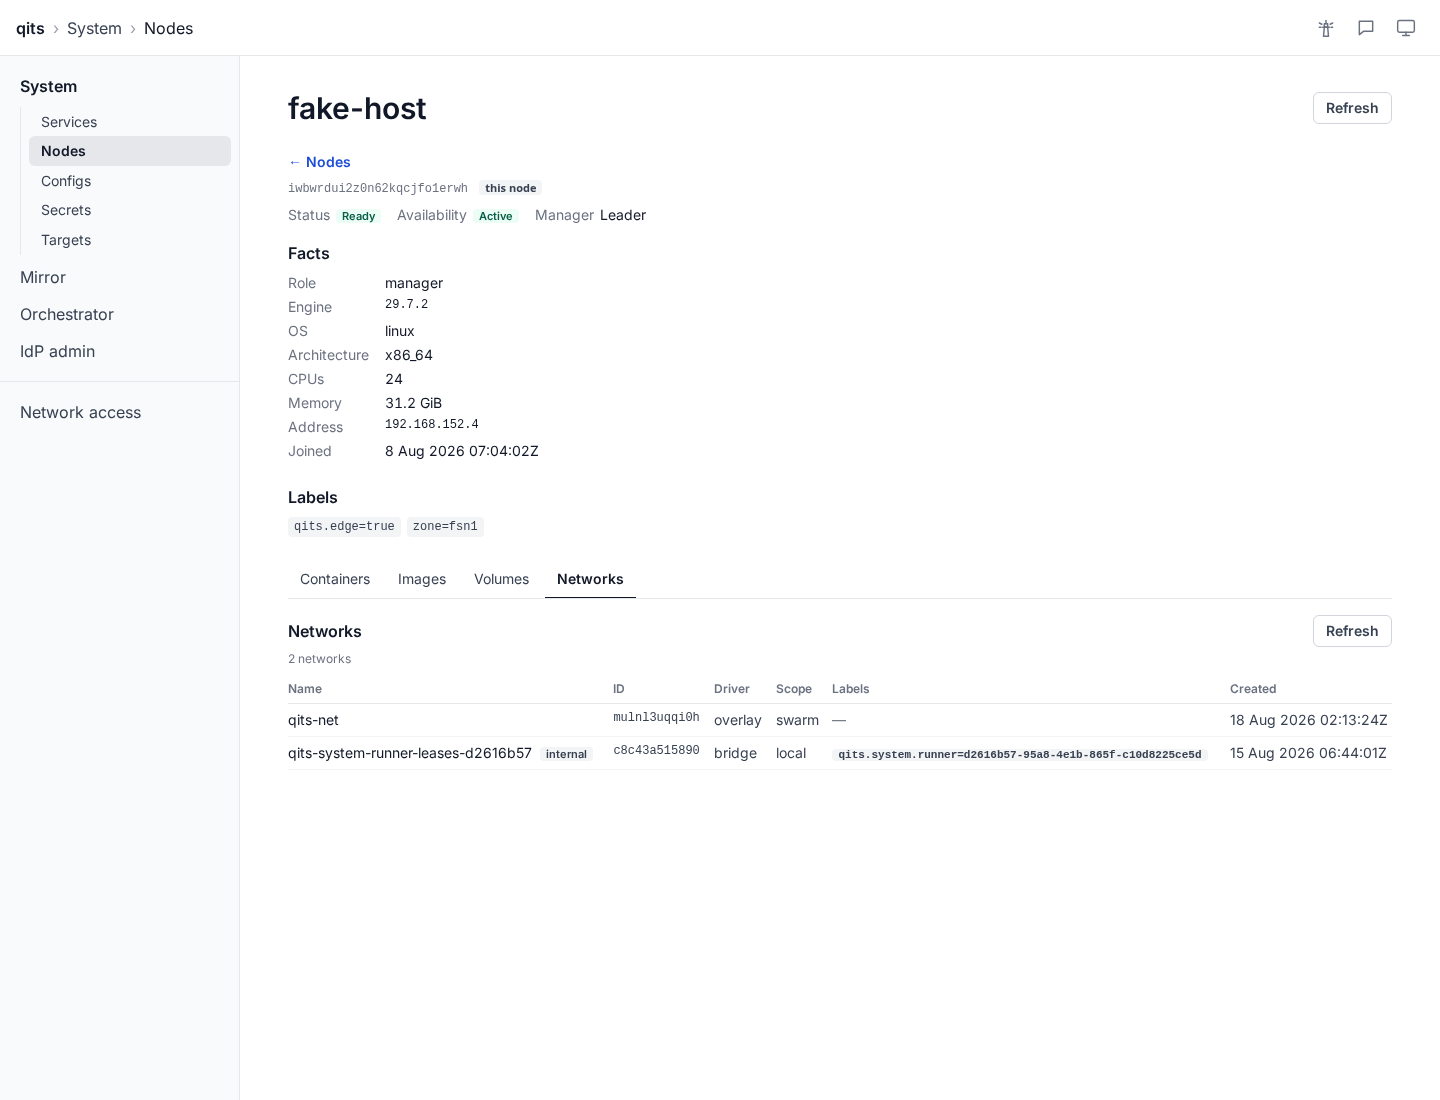 qits › System › Nodes
System
Services
Nodes
Configs
Secrets
Targets
Mirror
Orchestrator
IdP admin
Network access
fake-host
Refresh
← Nodes
iwbwrdui2z0n62kqcjfo1erwh this node
Status Ready Availability Active Manager Leader
Facts
Role manager
Engine 29.7.2
OS linux
Architecture x86_64
CPUs 24
Memory 31.2 GiB
Address 192.168.152.4
Joined 8 Aug 2026 07:04:02Z
Labels
qits.edge=true zone=fsn1
Containers Images Volumes Networks
Networks
Refresh
2 networks
Name ID Driver Scope Labels Created
qits-net mulnl3uqqi0h overlay swarm — 18 Aug 2026 02:13:24Z
qits-system-runner-leases-d2616b57 internal c8c43a515890 bridge local qits.system.runner=d2616b57-95a8-4e1b-865f-c10d8225ce5d 15 Aug 2026 06:44:01Z